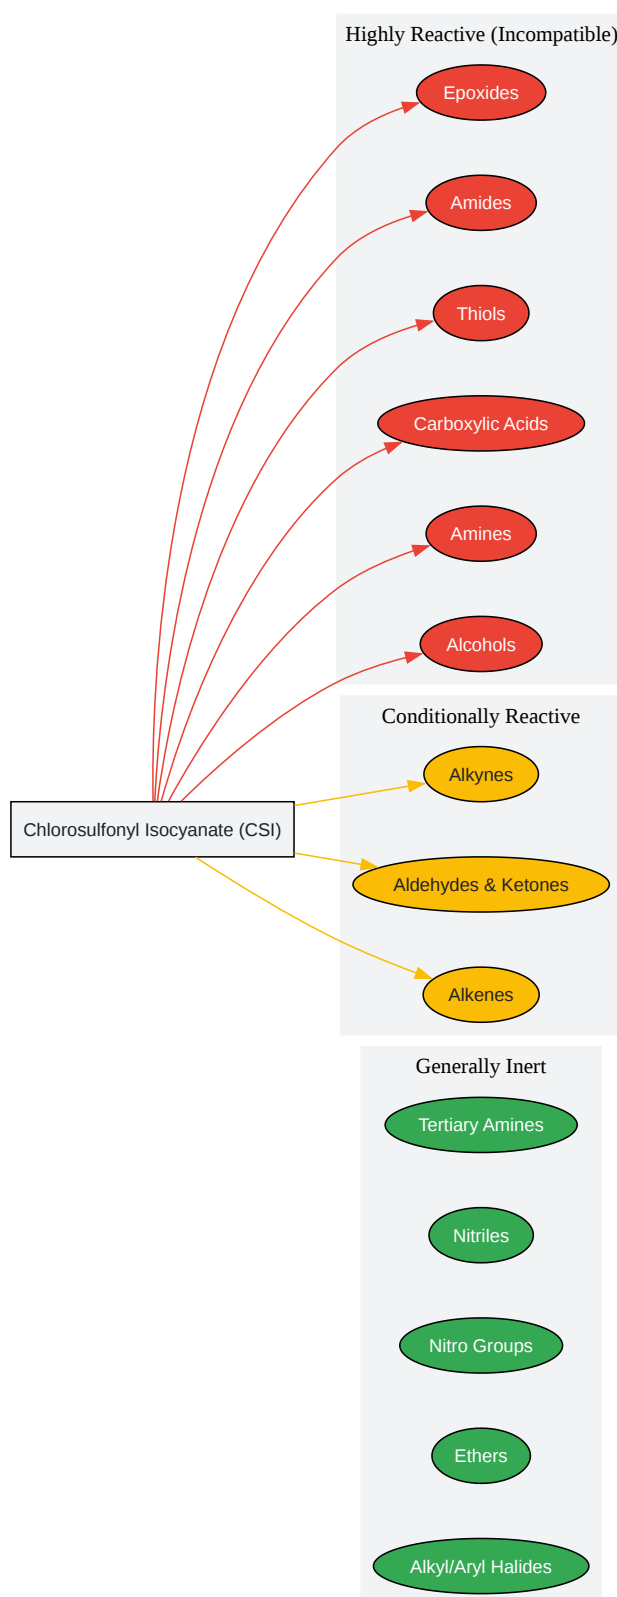 Highly Reactive (Incompatible)
Epoxides
Amides
Thiols
Carboxylic Acids
Amines
Alcohols
Conditionally Reactive
Alkynes
Chlorosulfonyl Isocyanate (CSI)
Aldehydes & Ketones
Alkenes
Generally Inert
Tertiary Amines
Nitriles
Nitro Groups
Ethers
Alkyl/Aryl Halides